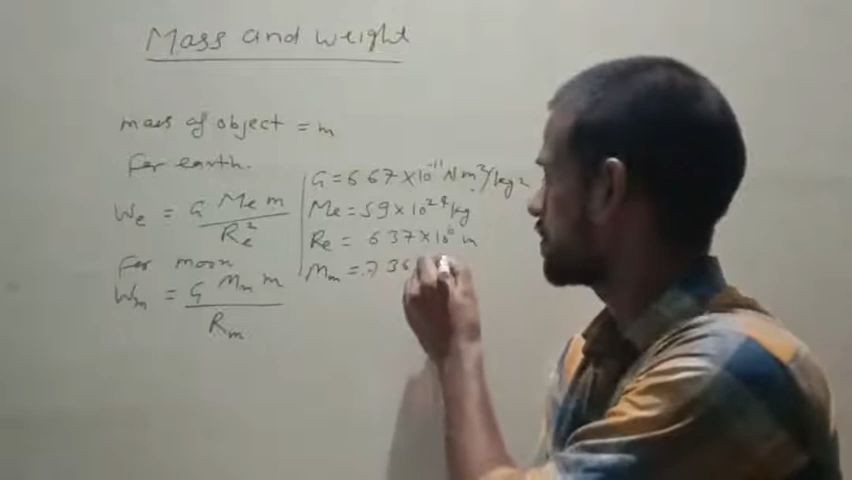 Mass and weight
mass of object = m
For earth.
We = G Me m / Re²
For moon
Wm = G Mm m / Rm
G = 6.67 × 10⁻¹¹ N.m²/kg²
Me = 5.9 × 10²⁴ kg
Re = 6.37 × 10⁶ m
Mm = 7.36